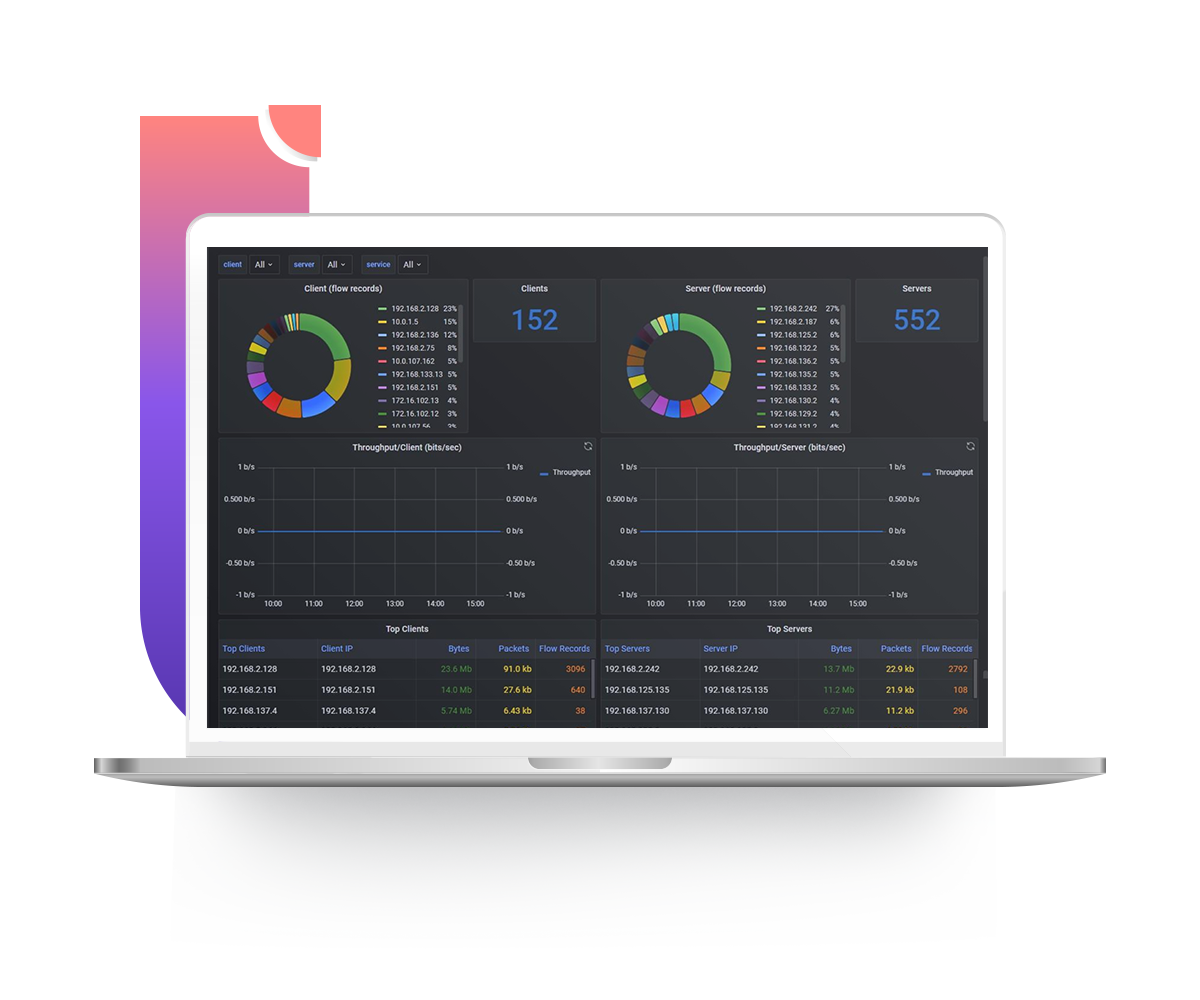 client All server All service All
Client (flow records)
192.168.2.128 23%
10.0.1.5 15%
192.168.2.136 12%
192.168.2.75 8%
10.0.107.162 5%
192.168.133.13 5%
192.168.2.151 5%
172.16.102.13 4%
172.16.102.12 3%
10.0.107.56 3%
Clients
152
Server (flow records)
192.168.2.242 27%
192.168.2.187 6%
192.168.125.2 6%
192.168.132.2 5%
192.168.136.2 5%
192.168.135.2 5%
192.168.133.2 5%
192.168.130.2 4%
192.168.129.2 4%
192.168.131.2 4%
Servers
552
Throughput/Client (bits/sec)
1 b/s 1 b/s
Throughput
0.500 b/s 0.500 b/s
0 b/s 0 b/s
-0.50 b/s -0.50 b/s
-1 b/s -1 b/s
10:00 11:00 12:00 13:00 14:00 15:00
Throughput/Server (bits/sec)
1 b/s 1 b/s
Throughput
0.500 b/s 0.500 b/s
0 b/s 0 b/s
-0.50 b/s -0.50 b/s
-1 b/s -1 b/s
10:00 11:00 12:00 13:00 14:00 15:00
Top Clients
Top Clients Client IP Bytes Packets Flow Records
192.168.2.128 192.168.2.128 23.6 Mb 91.0 kb 3096
192.168.2.151 192.168.2.151 14.0 Mb 27.6 kb 640
192.168.137.4 192.168.137.4 5.74 Mb 6.43 kb 38
Top Servers
Top Servers Server IP Bytes Packets Flow Records
192.168.2.242 192.168.2.242 13.7 Mb 22.9 kb 2792
192.168.125.135 192.168.125.135 11.2 Mb 21.9 kb 108
192.168.137.130 192.168.137.130 6.27 Mb 11.2 kb 296